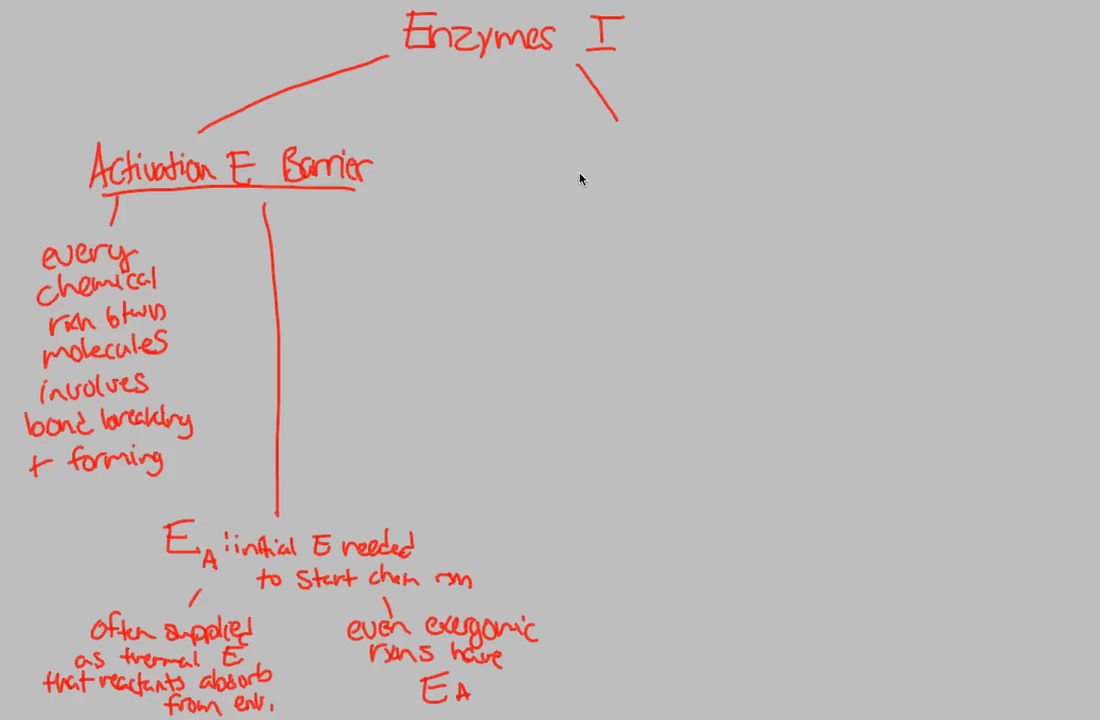 Enzymes I
Activation E Barrier
every
chemical
rxn btwn
molecules
involves
bond breaking
+ forming
EA : initial E needed
to start chem rxn
often supplied
as thermal E
that reactants absorb
from env.
even exergonic
rxns have
EA